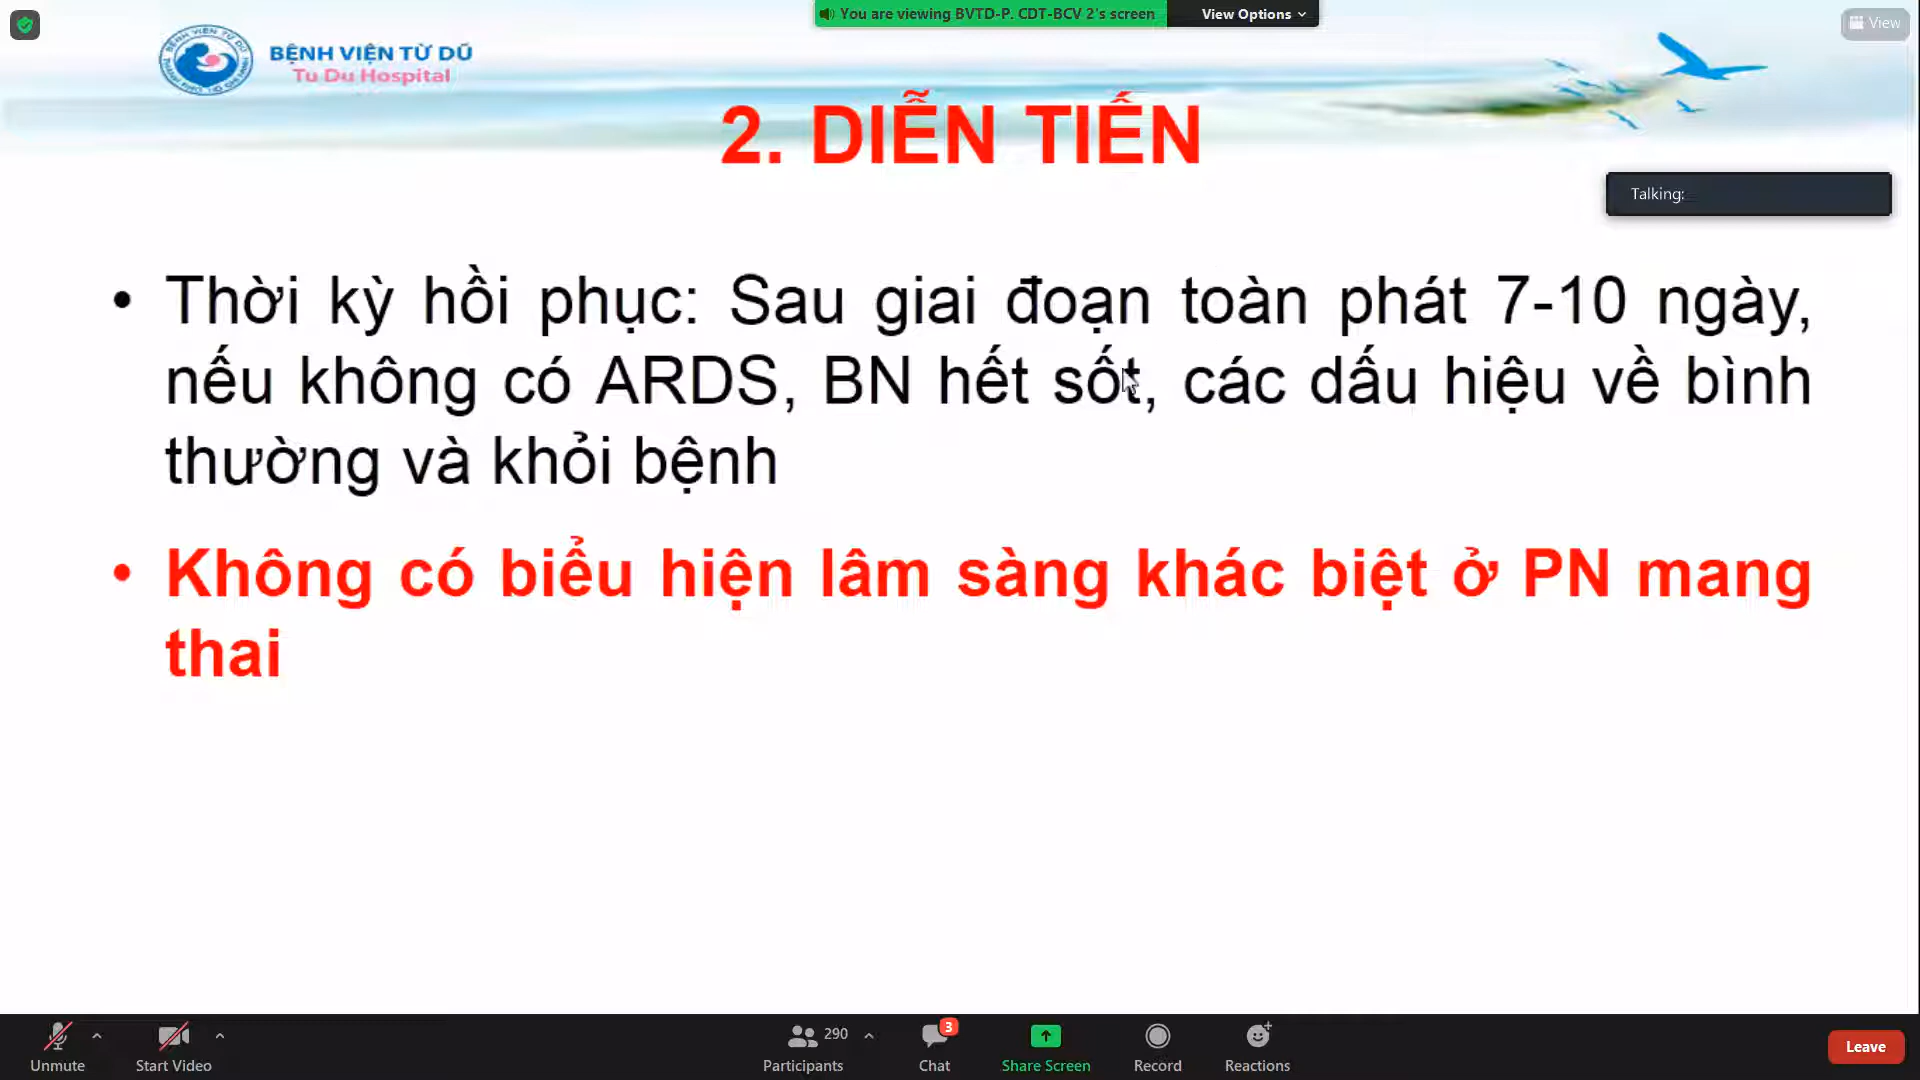 You are viewing BVTD-P. CDT-BCV 2's screen
View Options
View
BỆNH VIỆN TỪ DŨ
Tu Du Hospital
2. DIỄN TIẾN
Talking:
• Thời kỳ hồi phục: Sau giai đoạn toàn phát 7-10 ngày,
nếu không có ARDS, BN hết sốt, các dấu hiệu về bình
thường và khỏi bệnh
• Không có biểu hiện lâm sàng khác biệt ở PN mang
thai
Unmute
Start Video
290
Participants
3
Chat
Share Screen
Record
Reactions
Leave